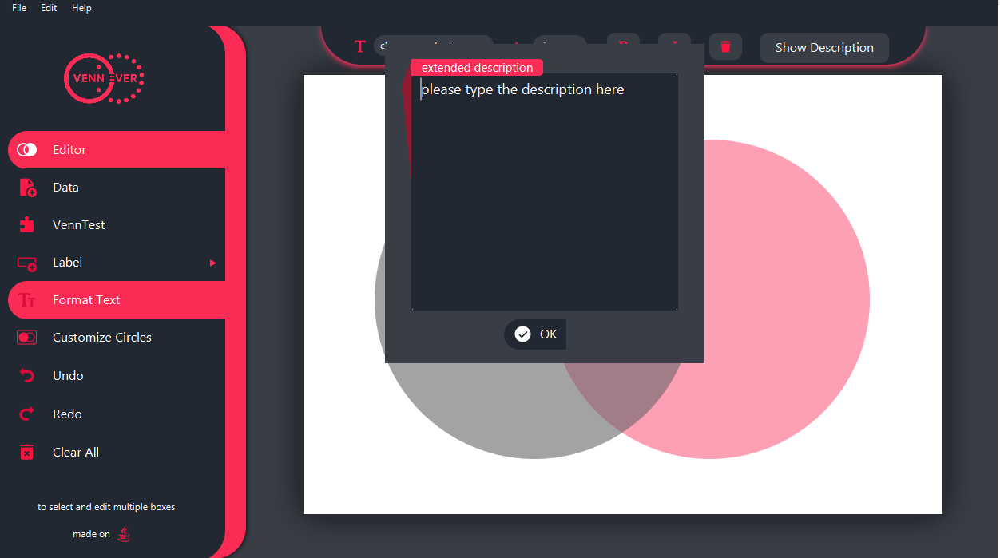 File Edit Help
VENN EVER
Editor
Data
VennTest
Label
Format Text
Customize Circles
Undo
Redo
Clear All
to select and edit multiple boxes
made on
T
Show Description
extended description
please type the description here
OK